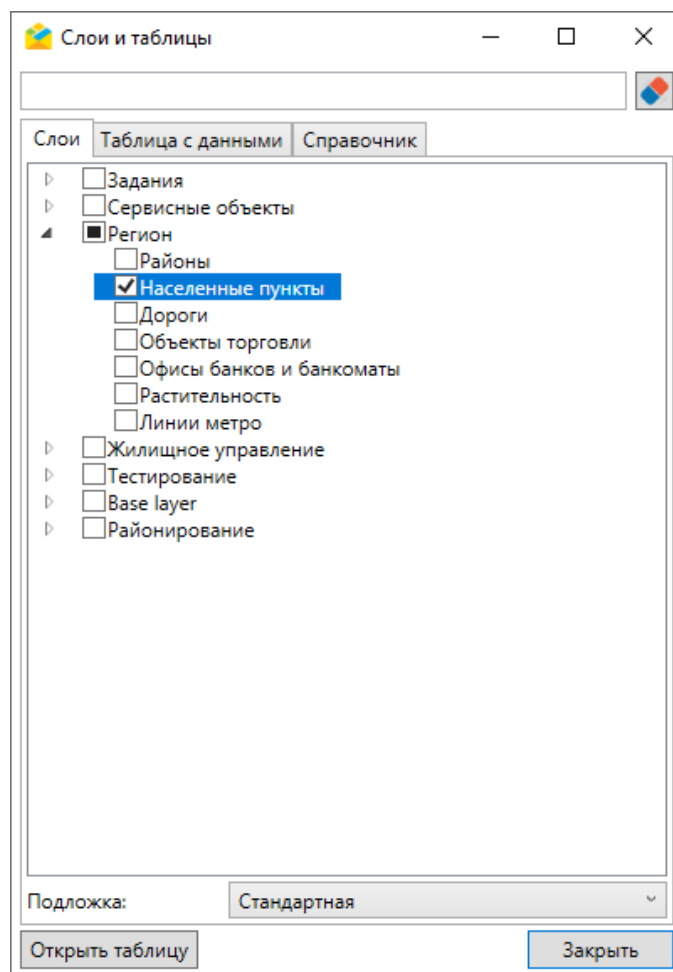 Слои и таблицы
Слои Таблица с данными Справочник
Задания
Сервисные объекты
Регион
Районы
Населенные пункты
Дороги
Объекты торговли
Офисы банков и банкоматы
Растительность
Линии метро
Жилищное управление
Тестирование
Base layer
Районирование
Подложка: Стандартная
Открыть таблицу Закрыть